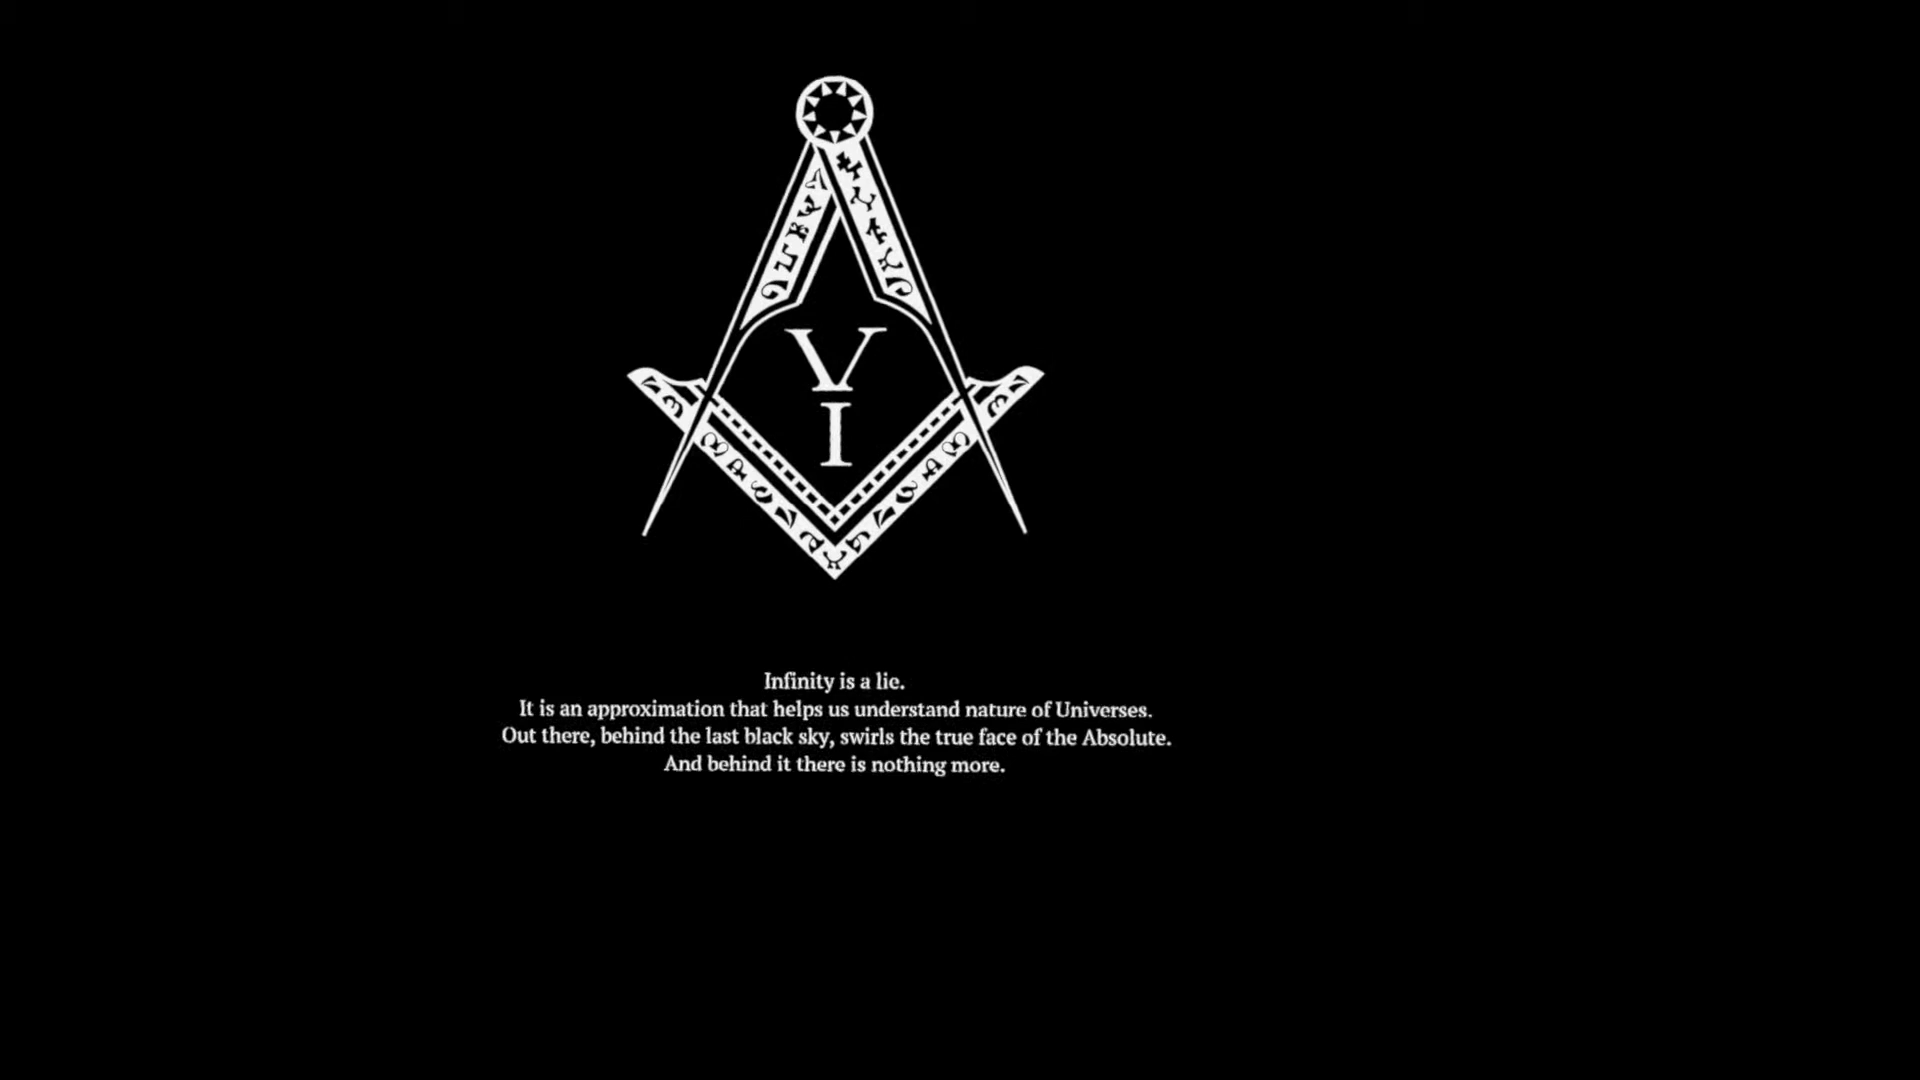 V
I
Infinity is a lie.
It is an approximation that helps us understand nature of Universes.
Out there, behind the last black sky, swirls the true face of the Absolute.
And behind it there is nothing more.